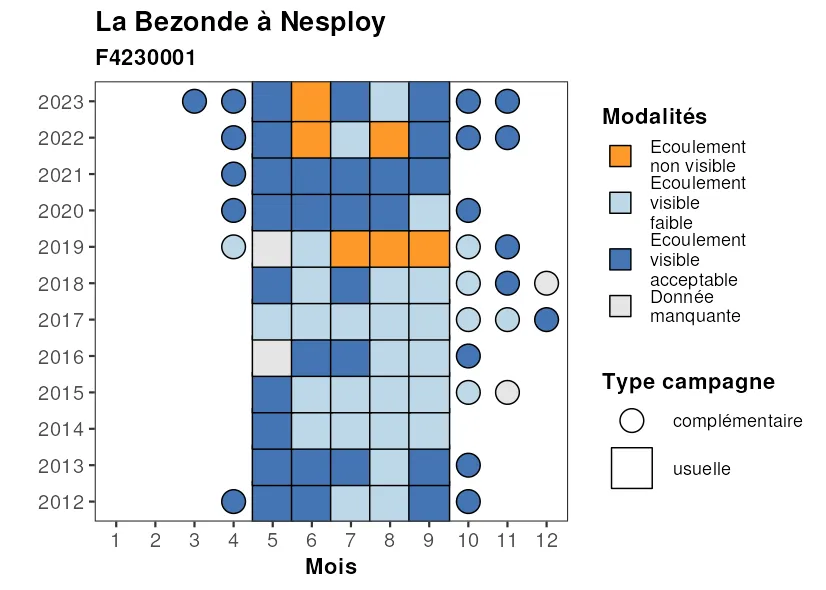 La Bezonde à Nesploy
F4230001
2023
2022
2021
2020
2019
2018
2017
2016
2015
2014
2013
2012
1 2 3 4 5 6 7 8 9 10 11 12
Mois
Modalités
Ecoulement
non visible
Ecoulement
visible
faible
Ecoulement
visible
acceptable
Donnée
manquante
Type campagne
complémentaire
usuelle